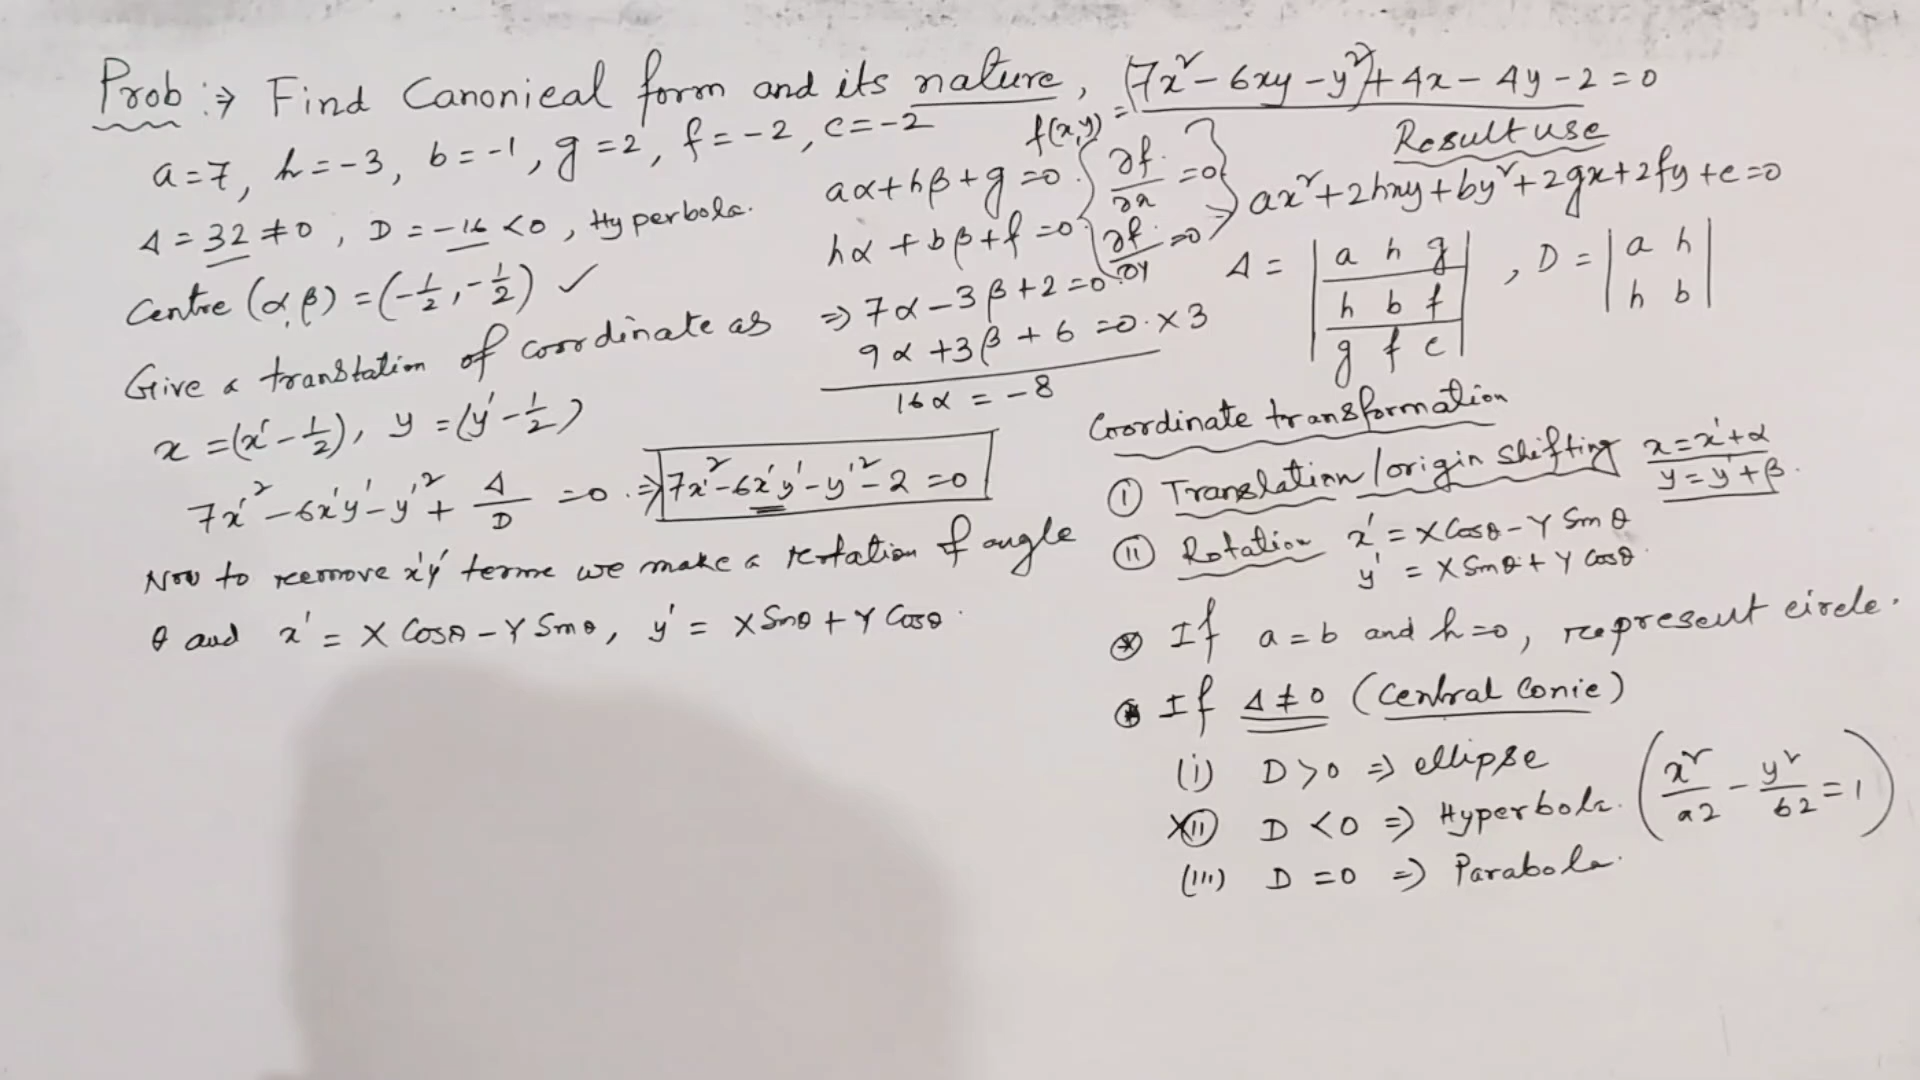 Prob :⇒ Find Canonical form and its nature, (7x² - 6xy - y²) + 4x - 4y - 2 = 0
a=7, h=-3, b=-1, g=2, f=-2, c=-2
Δ = 32 ≠ 0, D = -16 < 0, Hyperbola.
Centre (α, β) = (-1/2, -1/2) ✓
Give a translation of coordinate as
x = (x' - 1/2), y = (y' - 1/2)
7x'² - 6x'y' - y'² + Δ/D = 0 . ⇒ 7x'² - 6x'y' - y'² - 2 = 0
Now to remove x'y' terms we make a rotation of angle
θ and x' = X Cosθ - Y Sinθ, y' = X Sinθ + Y Cosθ .
f(x,y) =
aα + hβ + g = 0 . { ∂f/∂x = 0
hα + bβ + f = 0 . { ∂f/∂y = 0 } ⇒
⇒ 7α - 3β + 2 = 0
9α + 3β + 6 = 0 . × 3
16α = -8
Result use
ax² + 2hxy + by² + 2gx + 2fy + c = 0
Δ = | a h g | , D = | a h |
| h b f | | h b |
| g f c |
Coordinate transformation
(i) Translation / origin shifting x = x' + α
y = y' + β .
(ii) Rotation x' = X Cosθ - Y Sinθ
y' = X Sinθ + Y Cosθ .
⊛ If a = b and h = 0, represent circle .
⊛ If Δ ≠ 0 (Central Conic)
(i) D > 0 ⇒ ellipse
×(ii) D < 0 ⇒ Hyperbola. (x²/a2 - y²/b2 = 1)
(iii) D = 0 ⇒ Parabola.